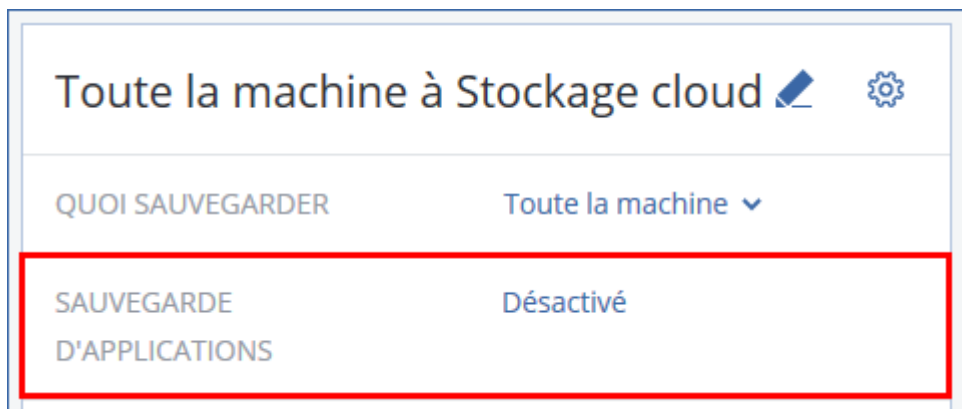 Toute la machine à Stockage cloud
QUOI SAUVEGARDER Toute la machine
SAUVEGARDE Désactivé
D'APPLICATIONS